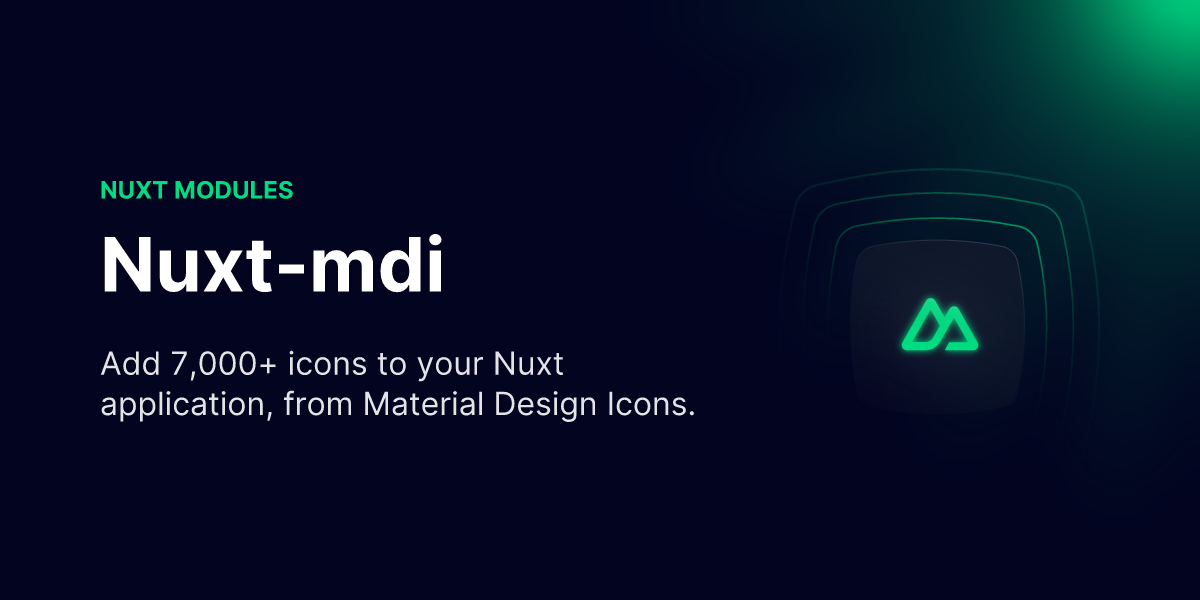 NUXT MODULES
Nuxt-mdi
Add 7,000+ icons to your Nuxt
application, from Material Design Icons.